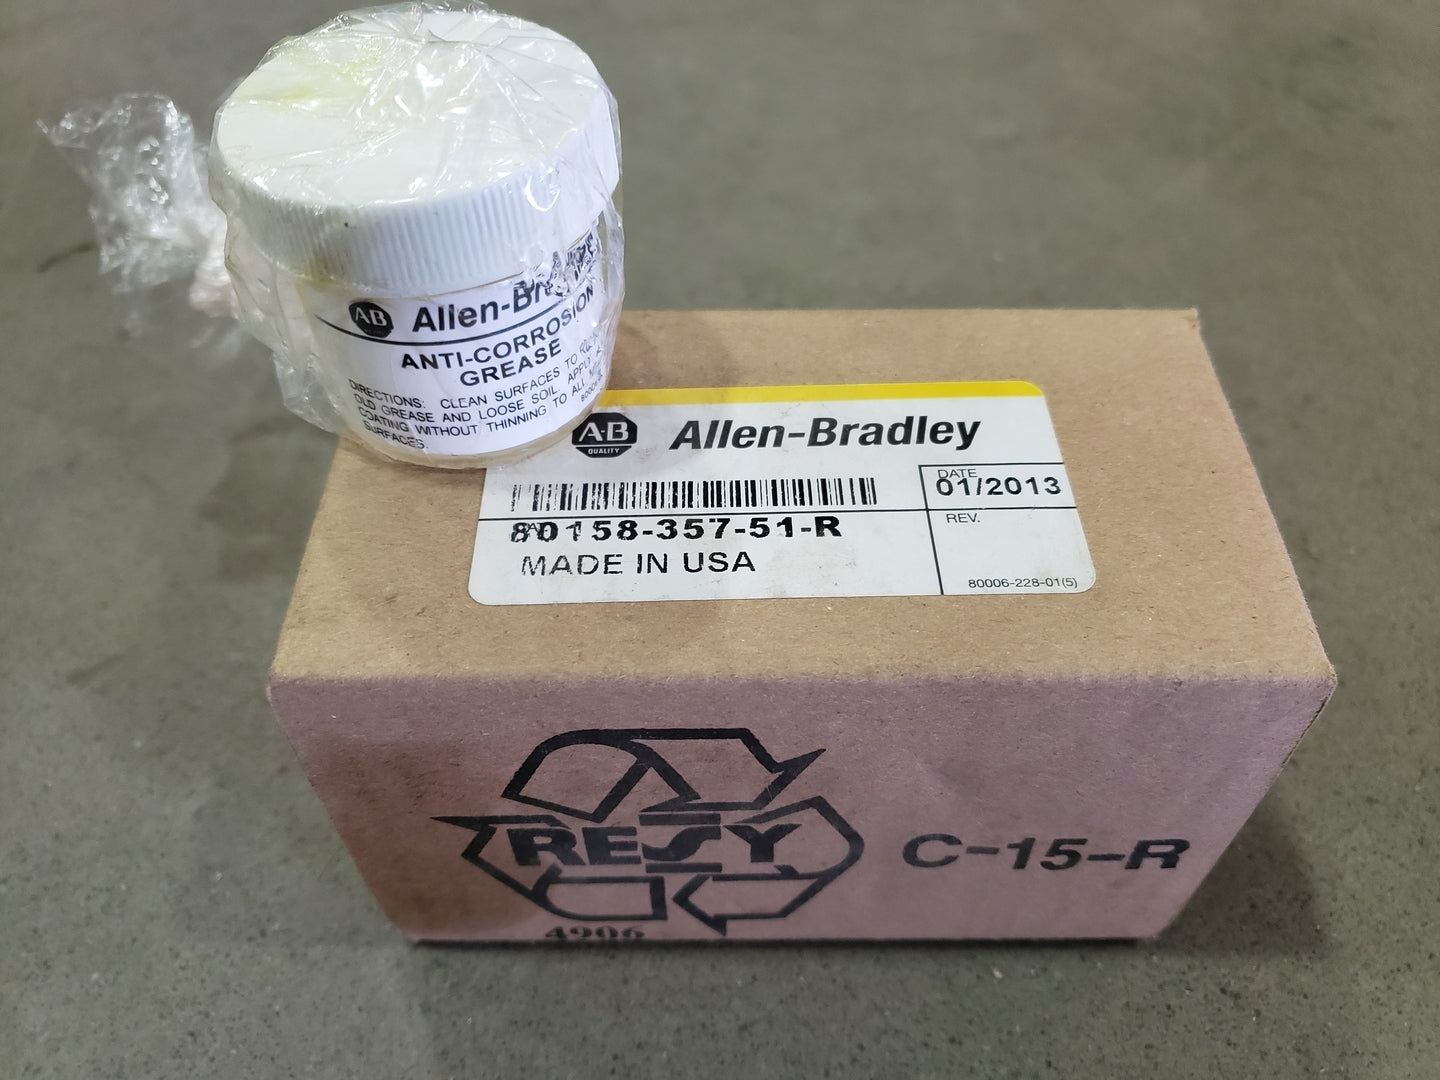 AB Allen-Bradley
ANTI-CORROSION
GREASE
DIRECTIONS: CLEAN SURFACES TO
OLD GREASE AND LOOSE SOIL. APPLY A
COATING WITHOUT THINNING TO ALL
SURFACES.
A-B
QUALITY
Allen-Bradley
DATE
01/2013
80158-357-51-R
MADE IN USA
REV.
80006-228-01(5)
RESY
C-15-R
4906